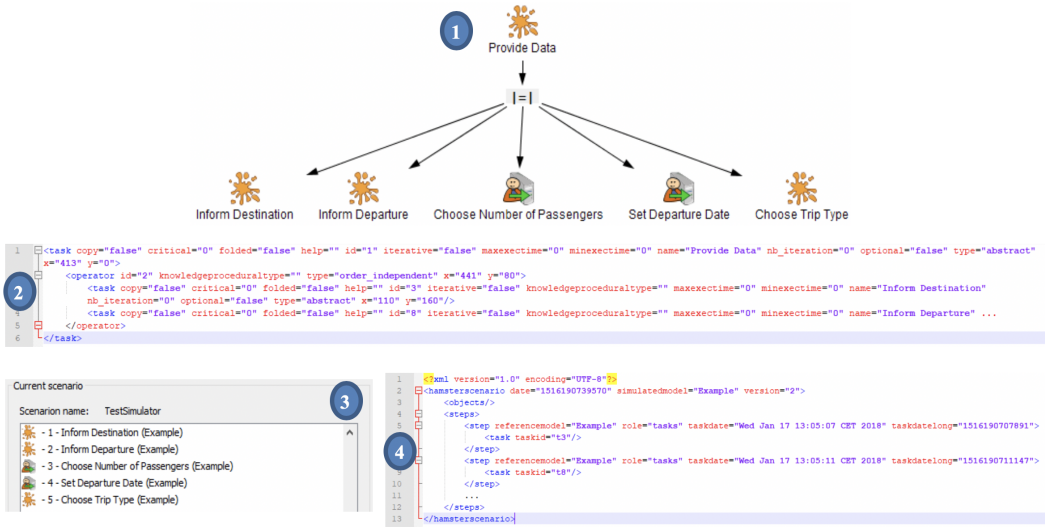 1
Provide Data
|=|
Inform Destination Inform Departure Choose Number of Passengers Set Departure Date Choose Trip Type
2
1 <task copy="false" critical="0" folded="false" help="" id="1" iterative="false" maxexectime="0" minexectime="0" name="Provide Data" nb_iteration="0" optional="false" type="abstract"
x="413" y="0">
<operator id="2" knowledgeproceduraltype="" type="order_independent" x="441" y="80">
<task copy="false" critical="0" folded="false" help="" id="3" iterative="false" knowledgeproceduraltype="" maxexectime="0" minexectime="0" name="Inform Destination"
nb_iteration="0" optional="false" type="abstract" x="110" y="160"/>
<task copy="false" critical="0" folded="false" help="" id="8" iterative="false" knowledgeproceduraltype="" maxexectime="0" minexectime="0" name="Inform Departure" ...
5 </operator>
6 </task>
Current scenario
3
Scenarion name: TestSimulator
- 1 - Inform Destination (Example)
- 2 - Inform Departure (Example)
- 3 - Choose Number of Passengers (Example)
- 4 - Set Departure Date (Example)
- 5 - Choose Trip Type (Example)
4
1 <?xml version="1.0" encoding="UTF-8"?>
2 <hamsterscenario date="1516190739570" simulatedmodel="Example" version="2">
3 <objects/>
4 <steps>
5 <step referencemodel="Example" role="tasks" taskdate="Wed Jan 17 13:05:07 CET 2018" taskdatelong="1516190707891">
<task taskid="t3"/>
</step>
<step referencemodel="Example" role="tasks" taskdate="Wed Jan 17 13:05:11 CET 2018" taskdatelong="1516190711147">
9 <task taskid="t8"/>
10 </step>
11 ...
12 </steps>
13 </hamsterscenario>